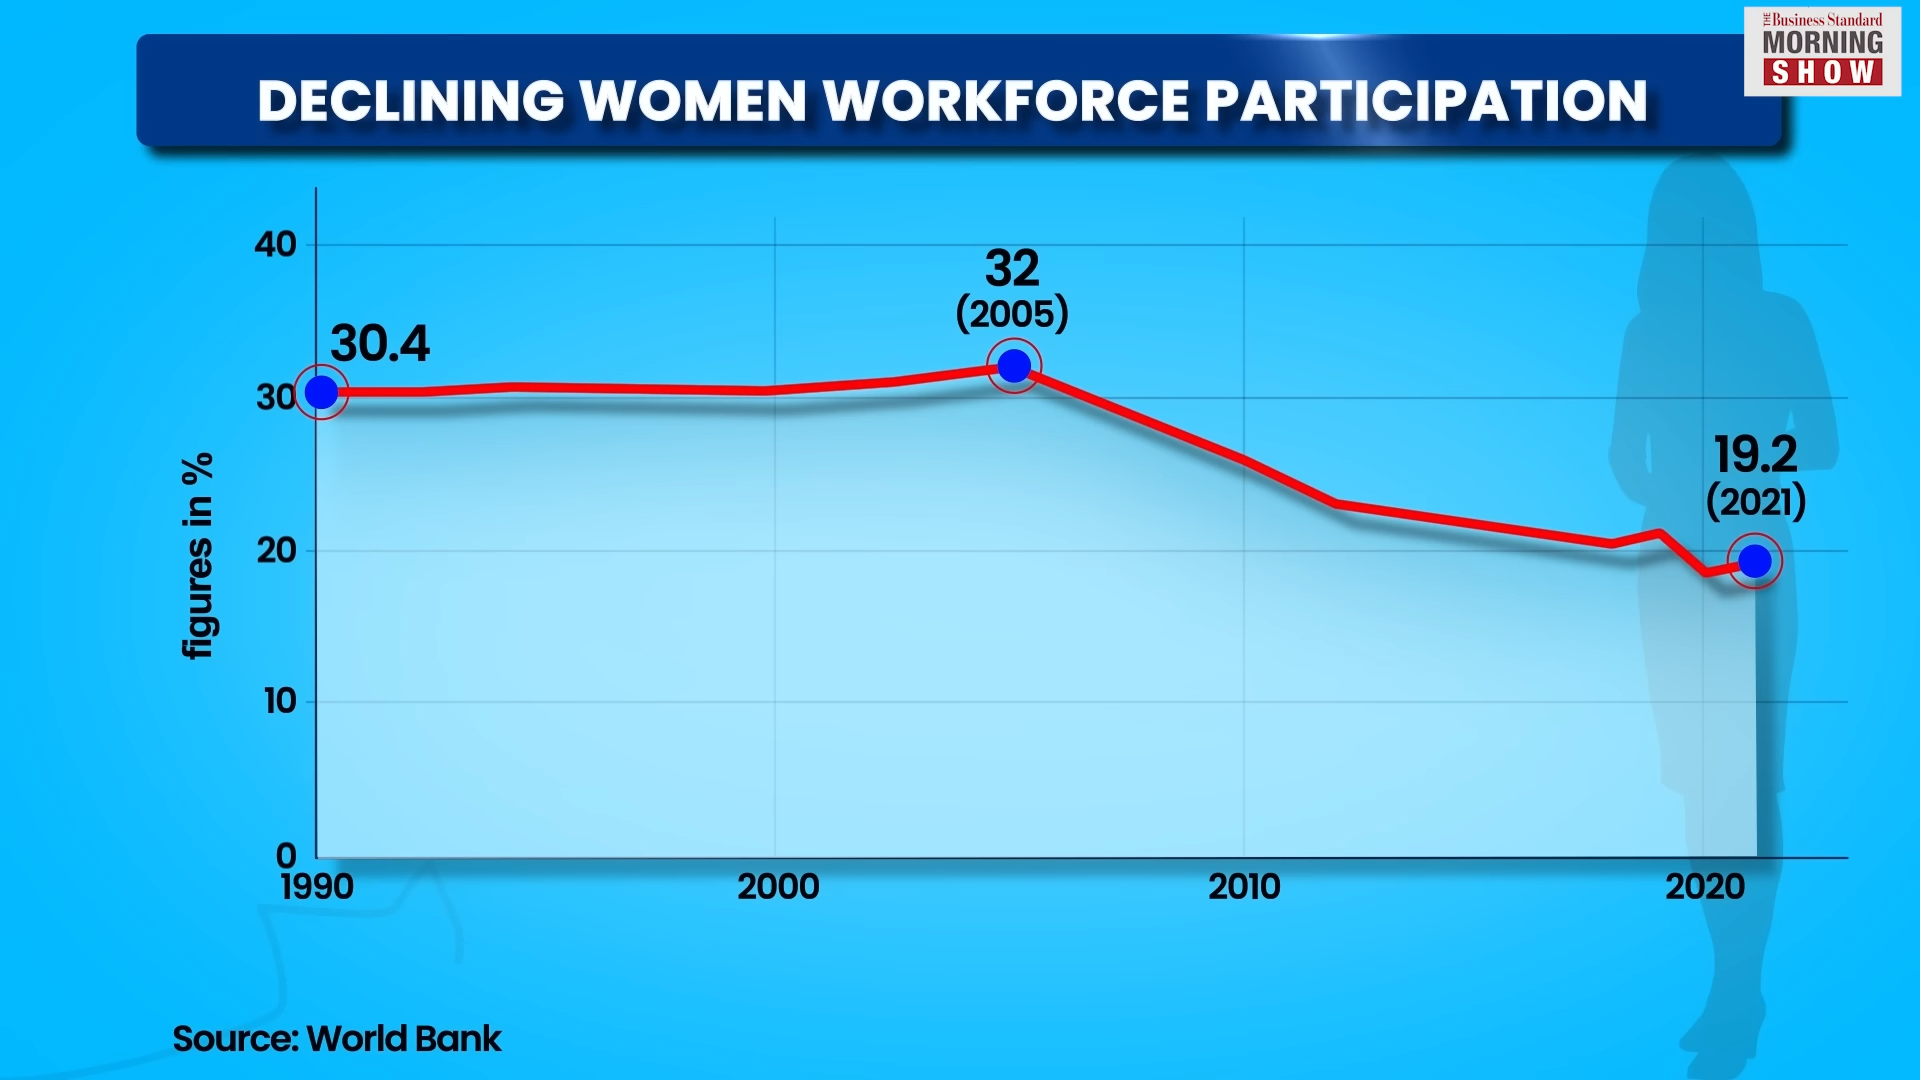 THE Business Standard
MORNING
SHOW
DECLINING WOMEN WORKFORCE PARTICIPATION
40
32
(2005)
30.4
30
19.2
(2021)
figures in %
20
10
0
1990
2000
2010
2020
Source: World Bank